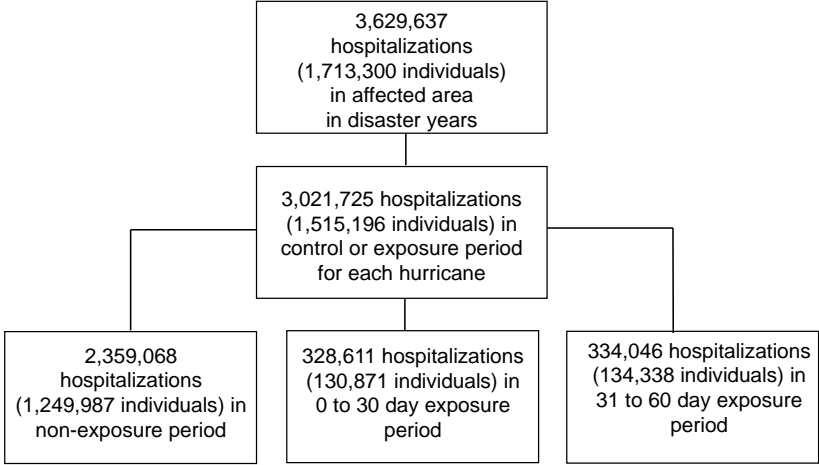 3,629,637
hospitalizations
(1,713,300 individuals)
in affected area
in disaster years
3,021,725 hospitalizations
(1,515,196 individuals) in
control or exposure period
for each hurricane
2,359,068
hospitalizations
(1,249,987 individuals) in
non-exposure period
328,611 hospitalizations
(130,871 individuals) in
0 to 30 day exposure
period
334,046 hospitalizations
(134,338 individuals) in
31 to 60 day exposure
period